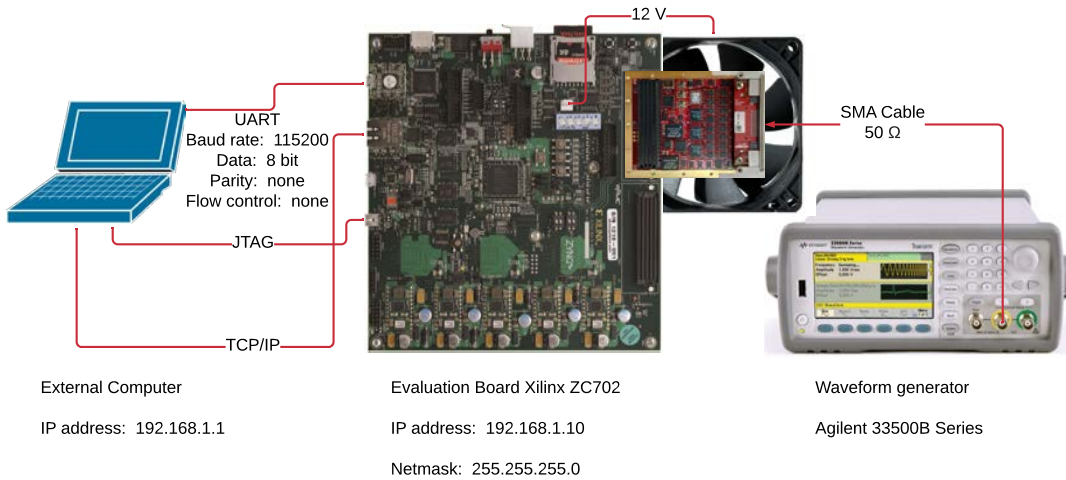 12 V
SMA Cable
50 Ω
UART
Baud rate:  115200
Data:  8 bit
Parity:  none
Flow control:  none
JTAG
TCP/IP
External Computer
IP address:  192.168.1.1
Evaluation Board Xilinx ZC702
IP address:  192.168.1.10
Netmask:  255.255.255.0
Waveform generator
Agilent 33500B Series